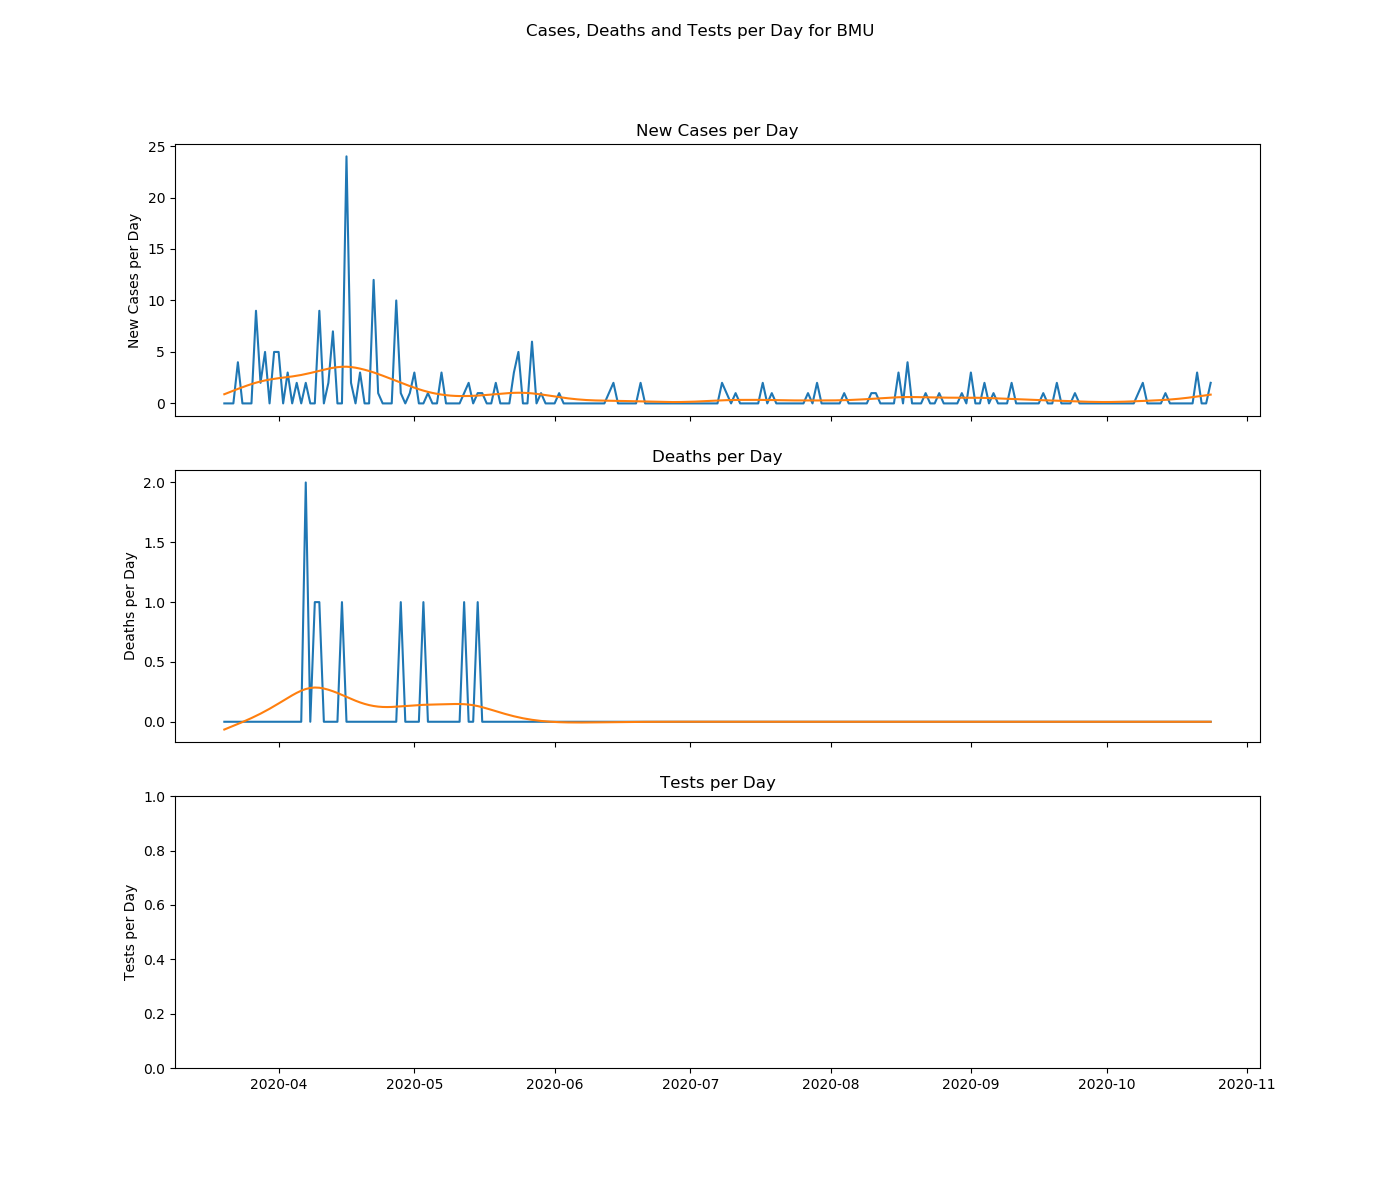 Cases, Deaths and Tests per Day for BMU
New Cases per Day
New Cases per Day
25
20
15
10
5
0
Deaths per Day
Deaths per Day
2.0
1.5
1.0
0.5
0.0
Tests per Day
Tests per Day
1.0
0.8
0.6
0.4
0.2
0.0
2020-04 2020-05 2020-06 2020-07 2020-08 2020-09 2020-10 2020-11